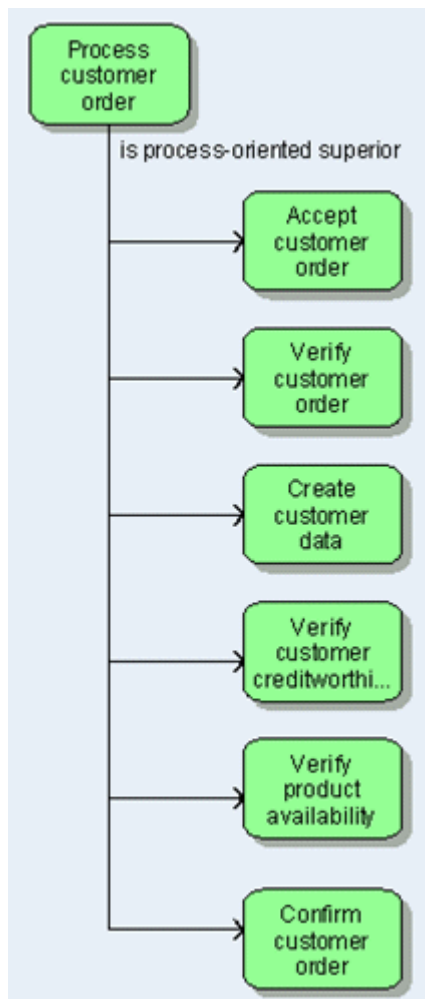 Process
customer
order
is process-oriented superior
Accept
customer
order
Verify
customer
order
Create
customer
data
Verify
customer
creditworthi...
Verify
product
availability
Confirm
customer
order